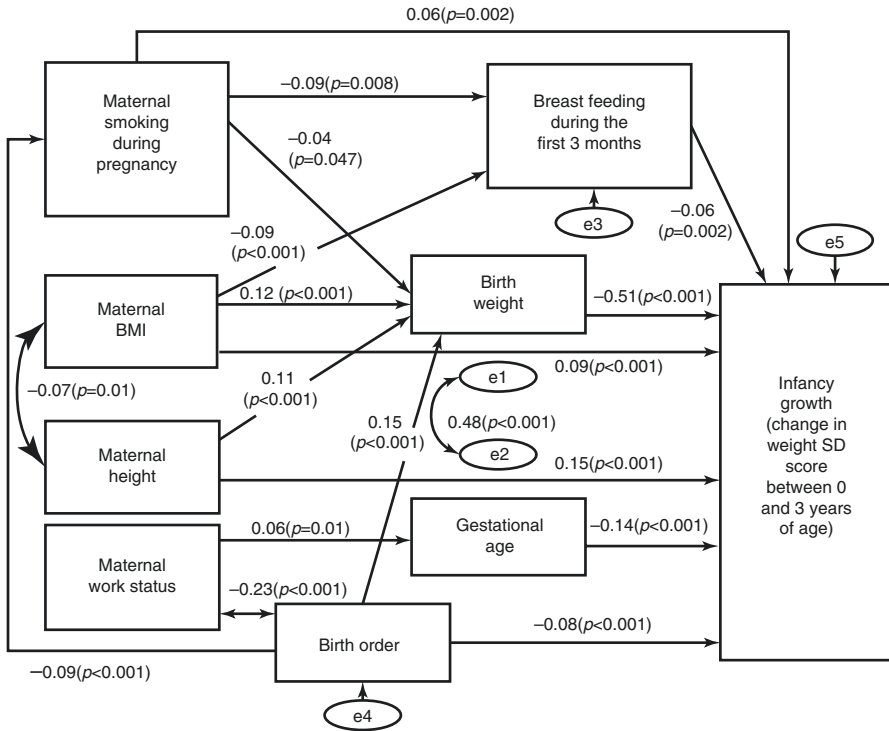 0.06(p=0.002)
Maternal
smoking
during
pregnancy
−0.09(p=0.008)
Breast feeding
during the
first 3 months
−0.04
(p=0.047)
e3
−0.06
(p=0.002)
e5
−0.09
(p<0.001)
Maternal
BMI
0.12 (p<0.001)
Birth
weight
−0.51(p<0.001)
0.09(p<0.001)
−0.07(p=0.01)
0.11
(p<0.001)
e1
0.48(p<0.001)
e2
0.15
(p<0.001)
Infancy
growth
(change in
weight SD
score
between 0
and 3 years
of age)
Maternal
height
0.15(p<0.001)
Maternal
work status
0.06(p=0.01)
Gestational
age
−0.14(p<0.001)
−0.23(p<0.001)
Birth order
−0.08(p<0.001)
−0.09(p<0.001)
e4